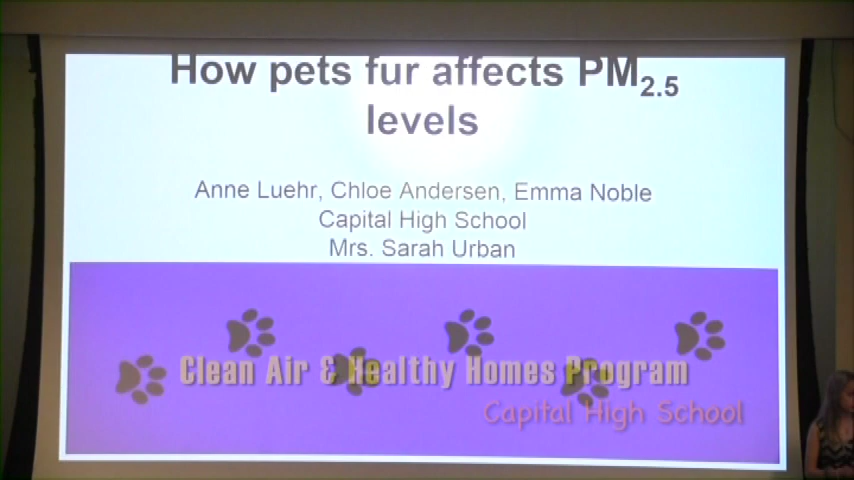 How pets fur affects PM2.5
levels
Anne Luehr, Chloe Andersen, Emma Noble
Capital High School
Mrs. Sarah Urban
Clean Air & Healthy Homes Program
Capital High School